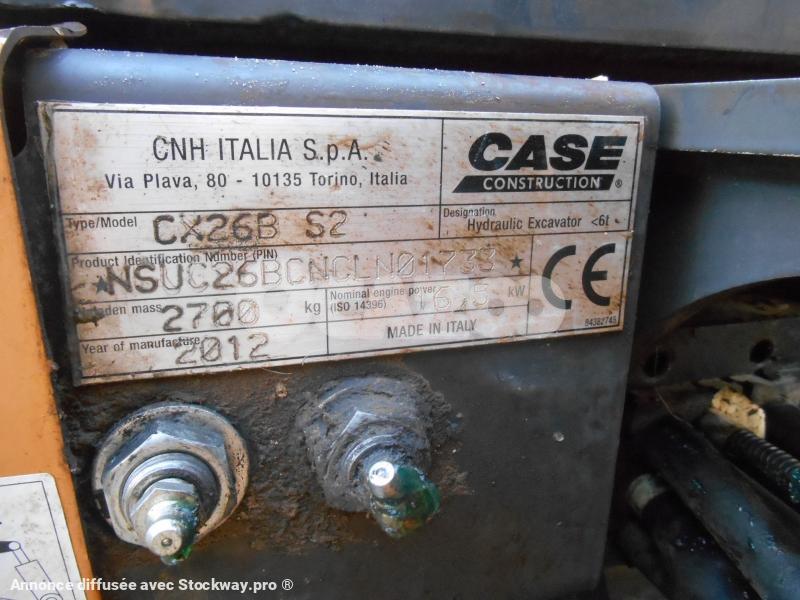 CNH ITALIA S.p.A.
Via Plava, 80 - 10135 Torino, Italia
CASE
CONSTRUCTION ®
Type/Model CX26B S2
Designation
Hydraulic Excavator <6t
Product Identification Number (PIN)
★NSUC26BCNCLN01733★
mass 2700 kg
Nominal engine power
(ISO 14396) kW
CE
Year of manufacture 2012
MADE IN ITALY
84382745
Annonce diffusée avec Stockway.pro ®